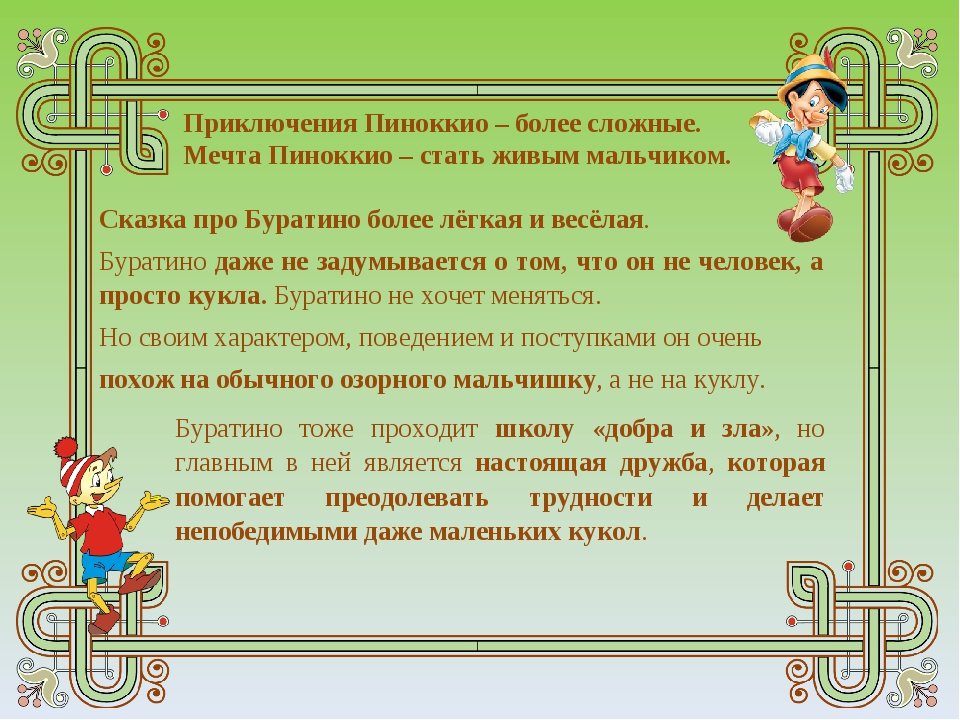 Приключения Пиноккио – более сложные.
Мечта Пиноккио – стать живым мальчиком.
Сказка про Буратино более лёгкая и весёлая.
Буратино даже не задумывается о том, что он не человек, а
просто кукла. Буратино не хочет меняться.
Но своим характером, поведением и поступками он очень
похож на обычного озорного мальчишку, а не на куклу.
Буратино тоже проходит школу «добра и зла», но
главным в ней является настоящая дружба, которая
помогает преодолевать трудности и делает
непобедимыми даже маленьких кукол.